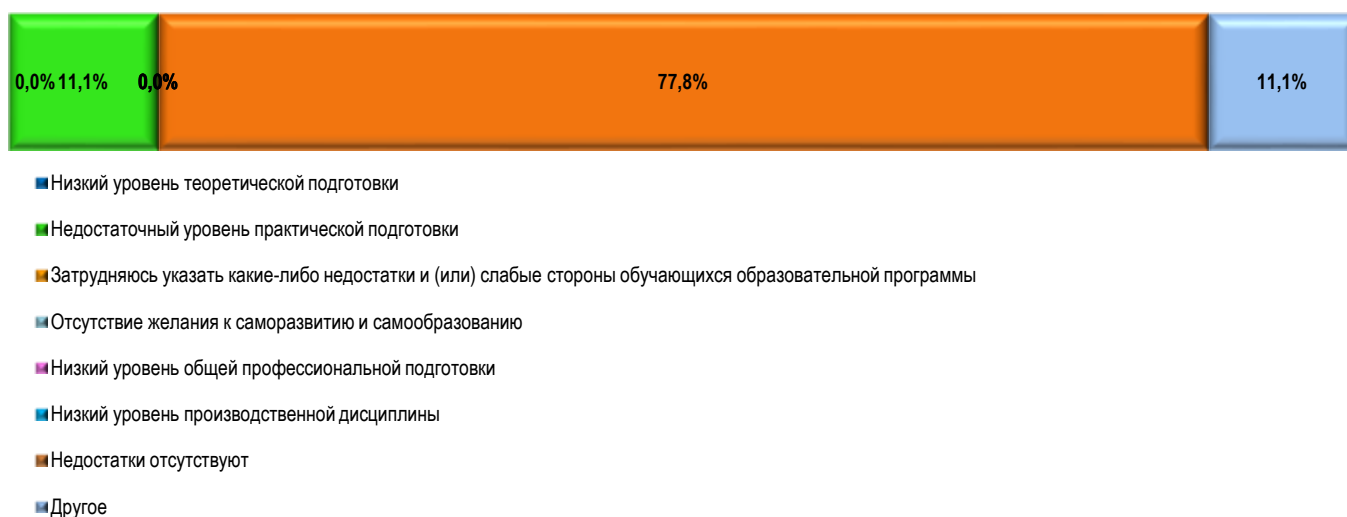 0,0% 11,1% 0,0% 77,8% 11,1%
Низкий уровень теоретической подготовки
Недостаточный уровень практической подготовки
Затрудняюсь указать какие-либо недостатки и (или) слабые стороны обучающихся образовательной программы
Отсутствие желания к саморазвитию и самообразованию
Низкий уровень общей профессиональной подготовки
Низкий уровень производственной дисциплины
Недостатки отсутствуют
Другое